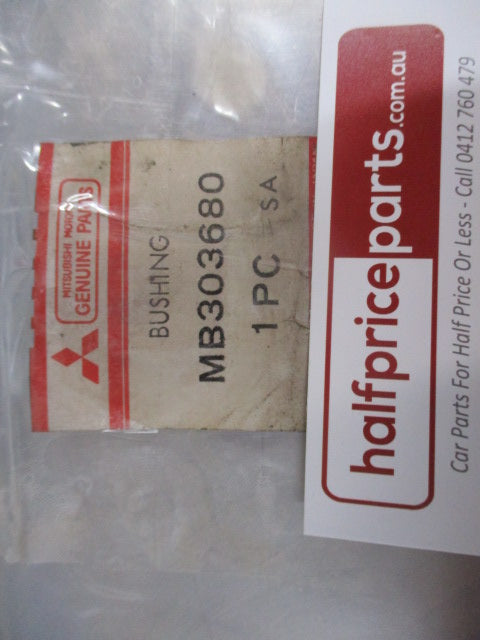 MITSUBISHI MOTORS
GENUINE PARTS
BUSHING
MB303680
1 PC SA
halfpriceparts.com.au
Car Parts For Half Price Or Less - Call 0412 760 479